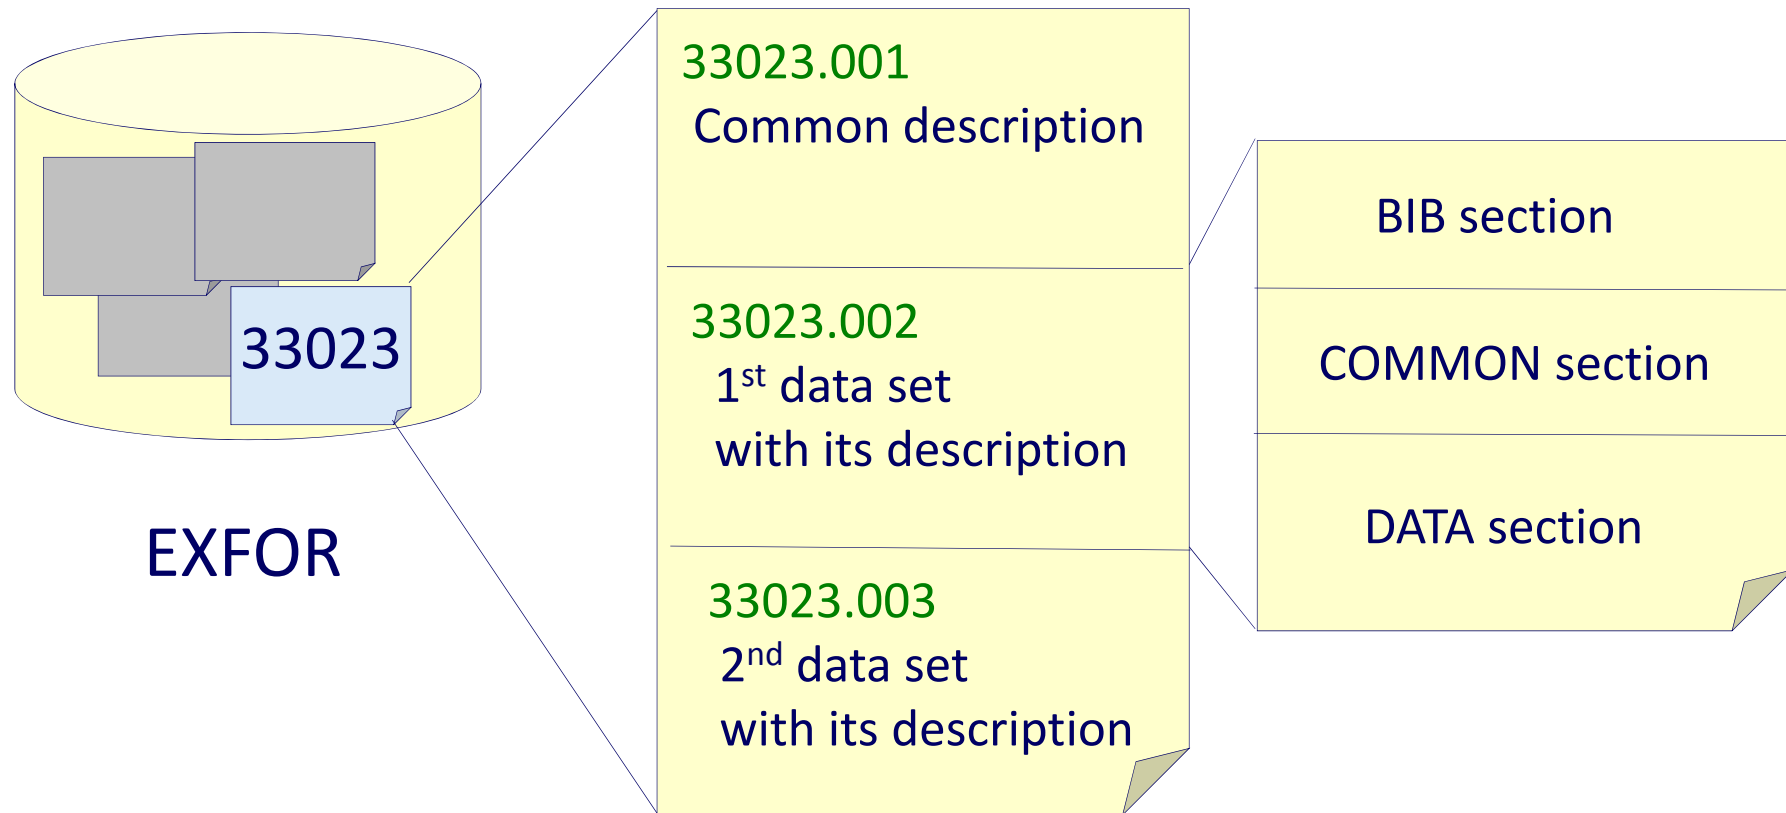 33023
EXFOR
33023.001
Common description
33023.002
1st data set
with its description
33023.003
2nd data set
with its description
BIB section
COMMON section
DATA section